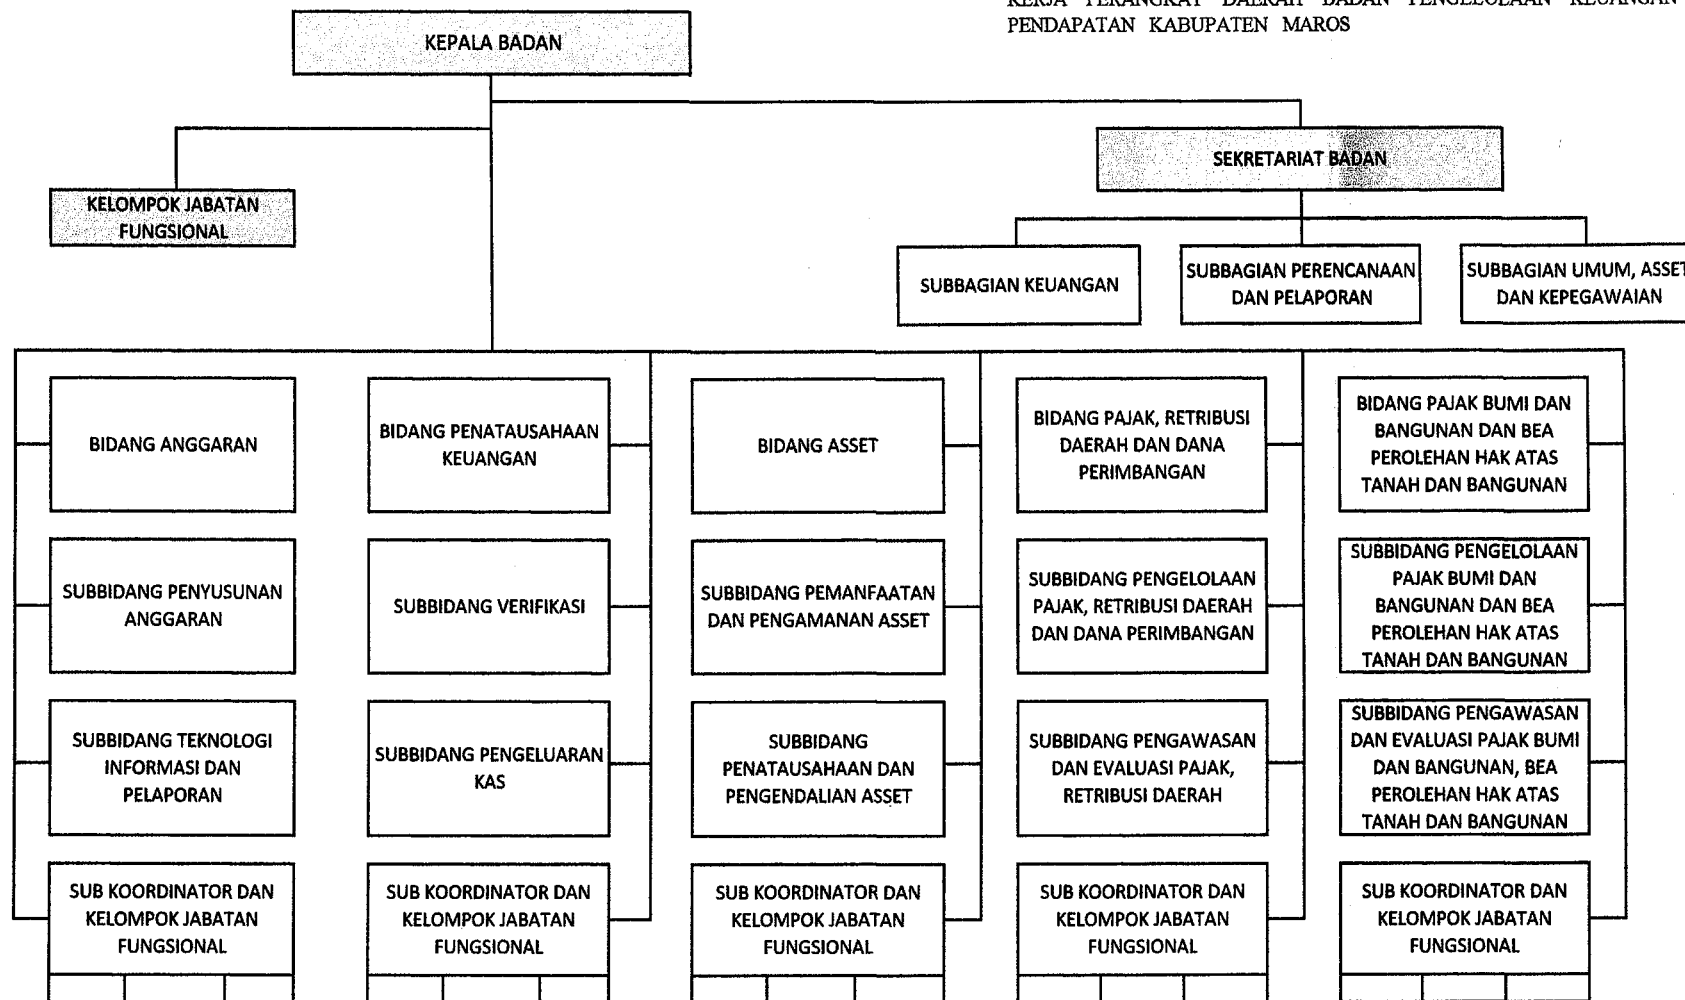 KERJA PERANGKAT DAERAH BADAN PENGELOLAAN KEUANGAN
PENDAPATAN KABUPATEN MAROS
KEPALA BADAN
SEKRETARIAT BADAN
KELOMPOK JABATAN
FUNGSIONAL
SUBBAGIAN KEUANGAN
SUBBAGIAN PERENCANAAN
DAN PELAPORAN
SUBBAGIAN UMUM, ASSET
DAN KEPEGAWAIAN
BIDANG ANGGARAN
BIDANG PENATAUSAHAAN
KEUANGAN
BIDANG ASSET
BIDANG PAJAK, RETRIBUSI
DAERAH DAN DANA
PERIMBANGAN
BIDANG PAJAK BUMI DAN
BANGUNAN DAN BEA
PEROLEHAN HAK ATAS
TANAH DAN BANGUNAN
SUBBIDANG PENYUSUNAN
ANGGARAN
SUBBIDANG VERIFIKASI
SUBBIDANG PEMANFAATAN
DAN PENGAMANAN ASSET
SUBBIDANG PENGELOLAAN
PAJAK, RETRIBUSI DAERAH
DAN DANA PERIMBANGAN
SUBBIDANG PENGELOLAAN
PAJAK BUMI DAN
BANGUNAN DAN BEA
PEROLEHAN HAK ATAS
TANAH DAN BANGUNAN
SUBBIDANG TEKNOLOGI
INFORMASI DAN
PELAPORAN
SUBBIDANG PENGELUARAN
KAS
SUBBIDANG
PENATAUSAHAAN DAN
PENGENDALIAN ASSET
SUBBIDANG PENGAWASAN
DAN EVALUASI PAJAK,
RETRIBUSI DAERAH
SUBBIDANG PENGAWASAN
DAN EVALUASI PAJAK BUMI
DAN BANGUNAN, BEA
PEROLEHAN HAK ATAS
TANAH DAN BANGUNAN
SUB KOORDINATOR DAN
KELOMPOK JABATAN
FUNGSIONAL
SUB KOORDINATOR DAN
KELOMPOK JABATAN
FUNGSIONAL
SUB KOORDINATOR DAN
KELOMPOK JABATAN
FUNGSIONAL
SUB KOORDINATOR DAN
KELOMPOK JABATAN
FUNGSIONAL
SUB KOORDINATOR DAN
KELOMPOK JABATAN
FUNGSIONAL